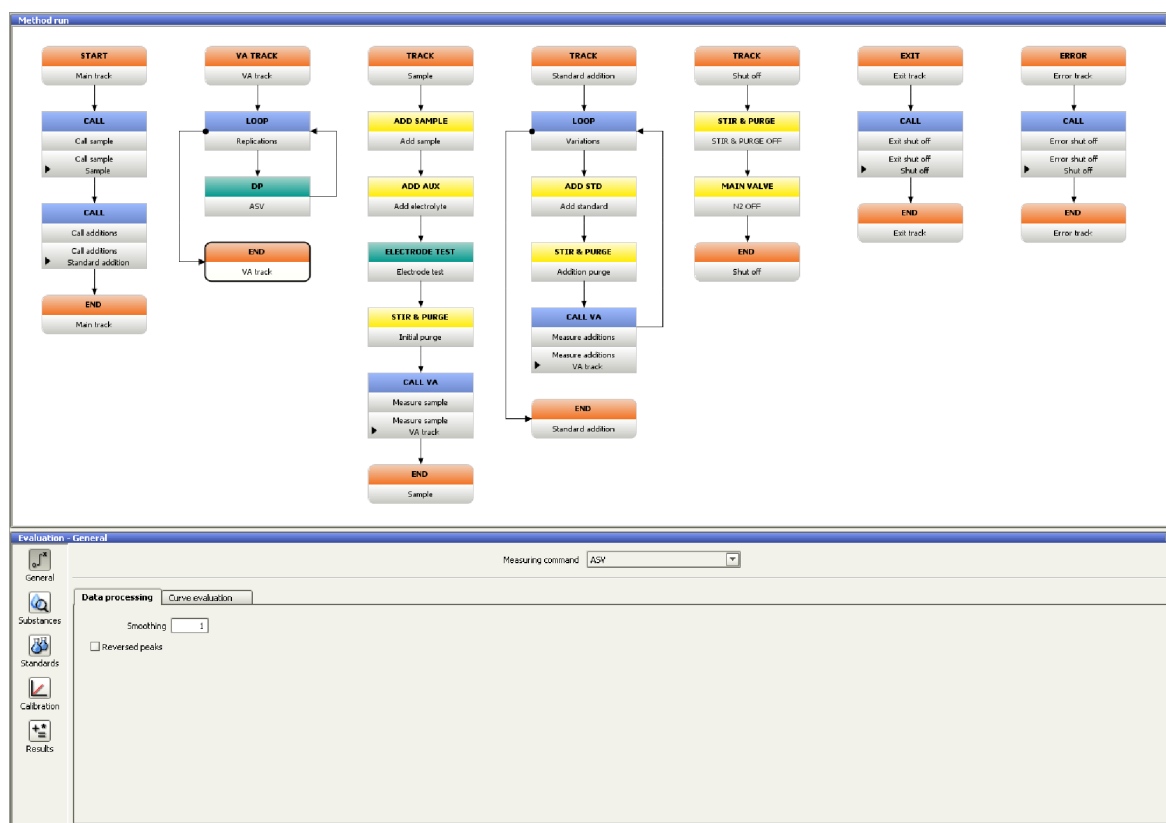 Method run
START
Main track
CALL
Call sample
Call sample
Sample
CALL
Call additions
Call additions
Standard addition
END
Main track
VA TRACK
VA track
LOOP
Replications
DP
ASV
END
VA track
TRACK
Sample
ADD SAMPLE
Add sample
ADD AUX
Add electrolyte
ELECTRODE TEST
Electrode test
STIR & PURGE
Initial purge
CALL VA
Measure sample
Measure sample
VA track
END
Sample
TRACK
Standard addition
LOOP
Variations
ADD STD
Add standard
STIR & PURGE
Addition purge
CALL VA
Measure additions
Measure additions
VA track
END
Standard addition
TRACK
Shut off
STIR & PURGE
STIR & PURGE OFF
MAIN VALVE
N2 OFF
END
Shut off
EXIT
Exit track
CALL
Exit shut off
Exit shut off
Shut off
END
Exit track
ERROR
Error track
CALL
Error shut off
Error shut off
Shut off
END
Error track
Evaluation - General
General
Substances
Standards
Calibration
Results
Measuring command ASV
Data processing Curve evaluation
Smoothing 1
Reversed peaks